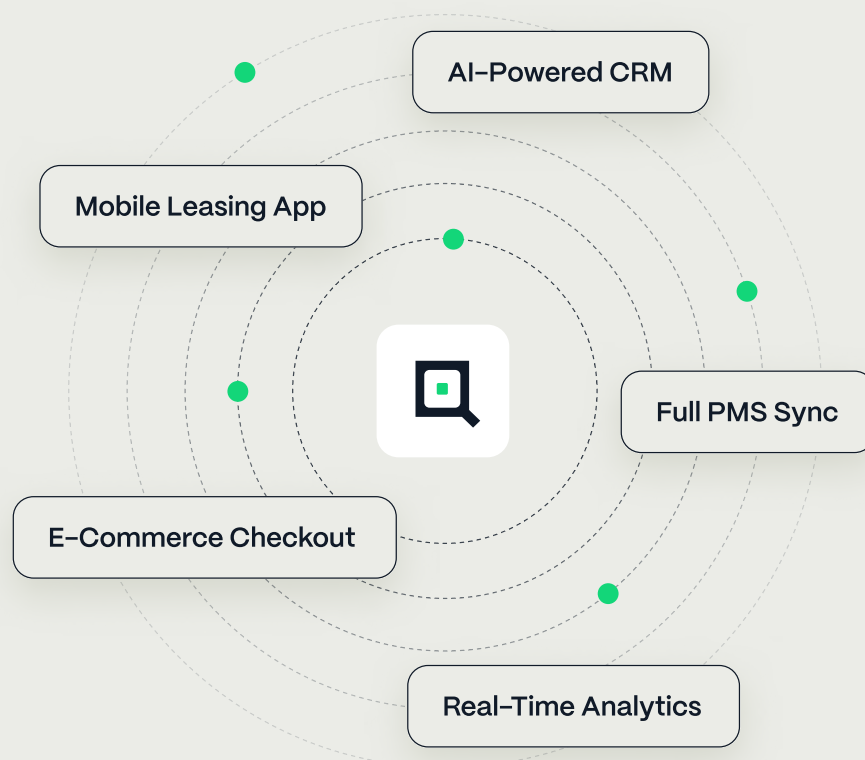 AI-Powered CRM
Mobile Leasing App
Full PMS Sync
E-Commerce Checkout
Real-Time Analytics